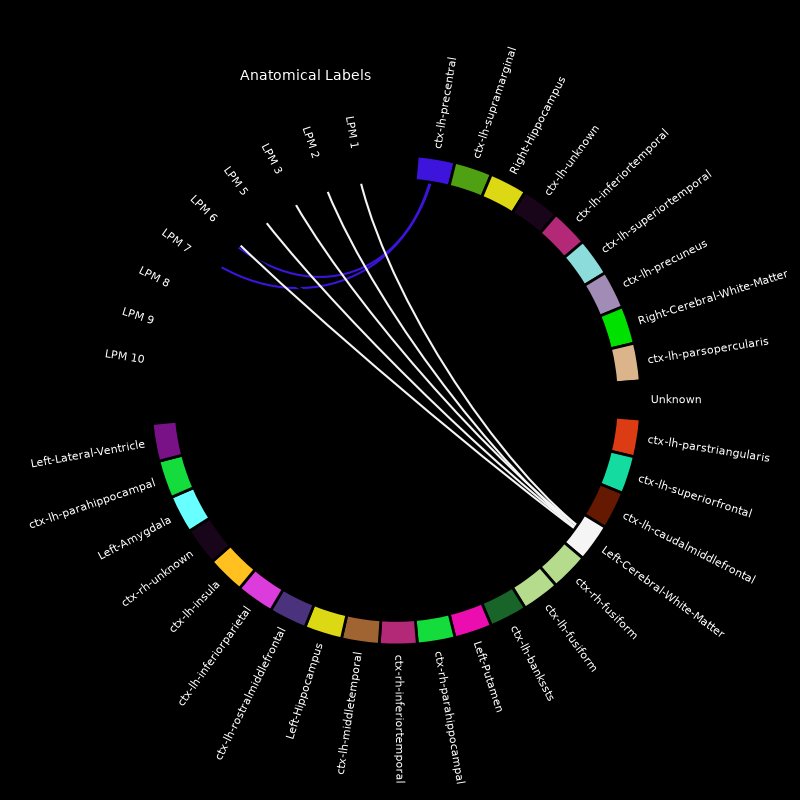 Anatomical Labels
LPM 1
LPM 2
LPM 3
LPM 5
LPM 6
LPM 7
LPM 8
LPM 9
LPM 10
ctx-lh-precentral
ctx-lh-supramarginal
Right-Hippocampus
ctx-lh-unknown
ctx-lh-inferiortemporal
ctx-lh-superiortemporal
ctx-lh-precuneus
Right-Cerebral-White-Matter
ctx-lh-parsopercularis
Unknown
ctx-lh-parstriangularis
ctx-lh-superiorfrontal
ctx-lh-caudalmiddlefrontal
Left-Cerebral-White-Matter
ctx-rh-fusiform
ctx-lh-fusiform
ctx-lh-bankssts
Left-Putamen
ctx-rh-parahippocampal
ctx-rh-inferiortemporal
ctx-lh-middletemporal
Left-Hippocampus
ctx-lh-rostralmiddlefrontal
ctx-lh-inferiorparietal
ctx-lh-insula
ctx-rh-unknown
Left-Amygdala
ctx-lh-parahippocampal
Left-Lateral-Ventricle